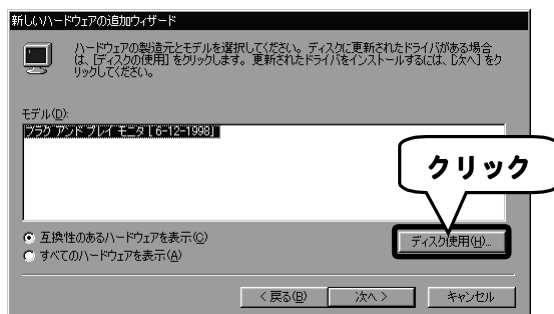 新しいハードウェアの追加ウィザード
ハードウェアの製造元とモデルを選択してください。ディスクに更新されたドライバがある場合
は、[ディスクの使用] をクリックします。更新されたドライバをインストールするには、[次へ] をク
リックしてください。
モデル(D):
プラグ アンド プレイ モニタ [ 6-12-1998]
クリック
互換性のあるハードウェアを表示(C)
ディスク使用(H)...
すべてのハードウェアを表示(A)
< 戻る(B)
次へ >
キャンセル